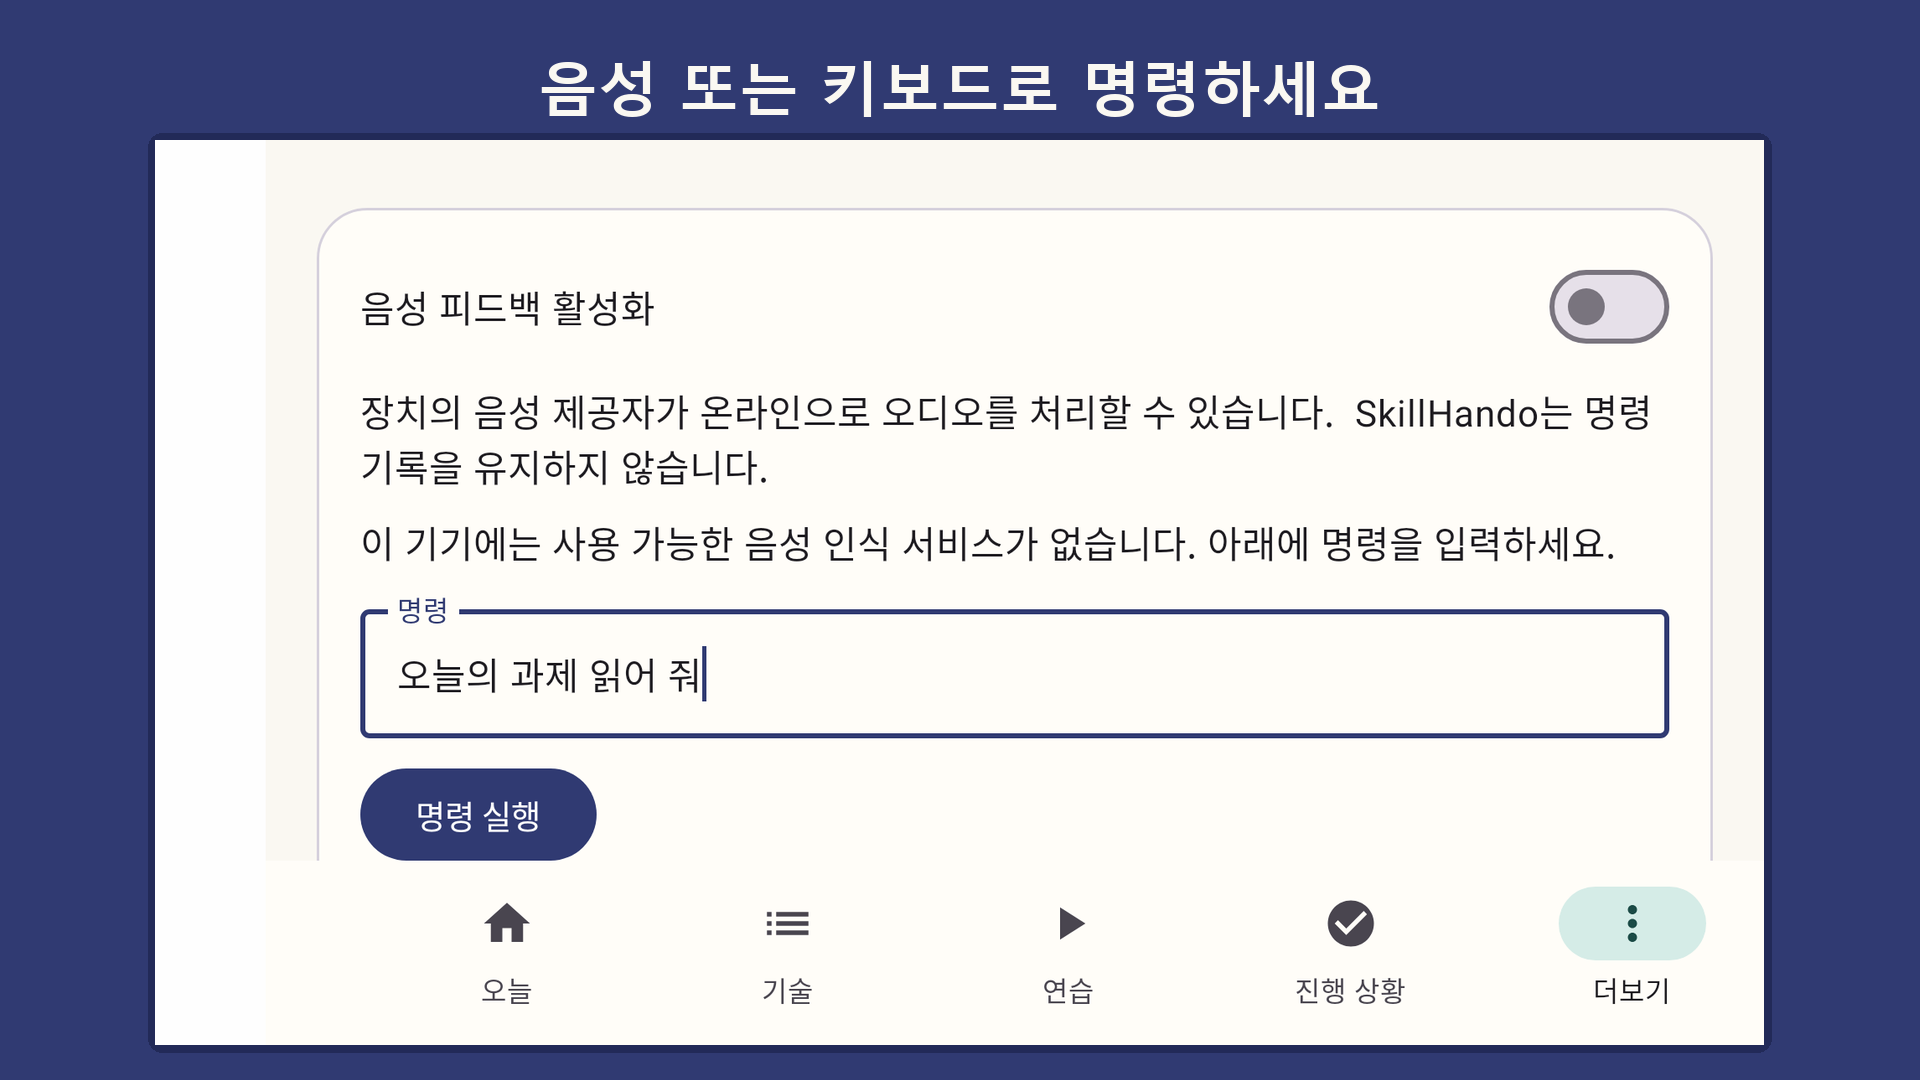 음성 또는 키보드로 명령하세요
음성 피드백 활성화
장치의 음성 제공자가 온라인으로 오디오를 처리할 수 있습니다. SkillHando는 명령
기록을 유지하지 않습니다.
이 기기에는 사용 가능한 음성 인식 서비스가 없습니다. 아래에 명령을 입력하세요.
명령
오늘의 과제 읽어 줘
명령 실행
오늘
기술
연습
진행 상황
더보기